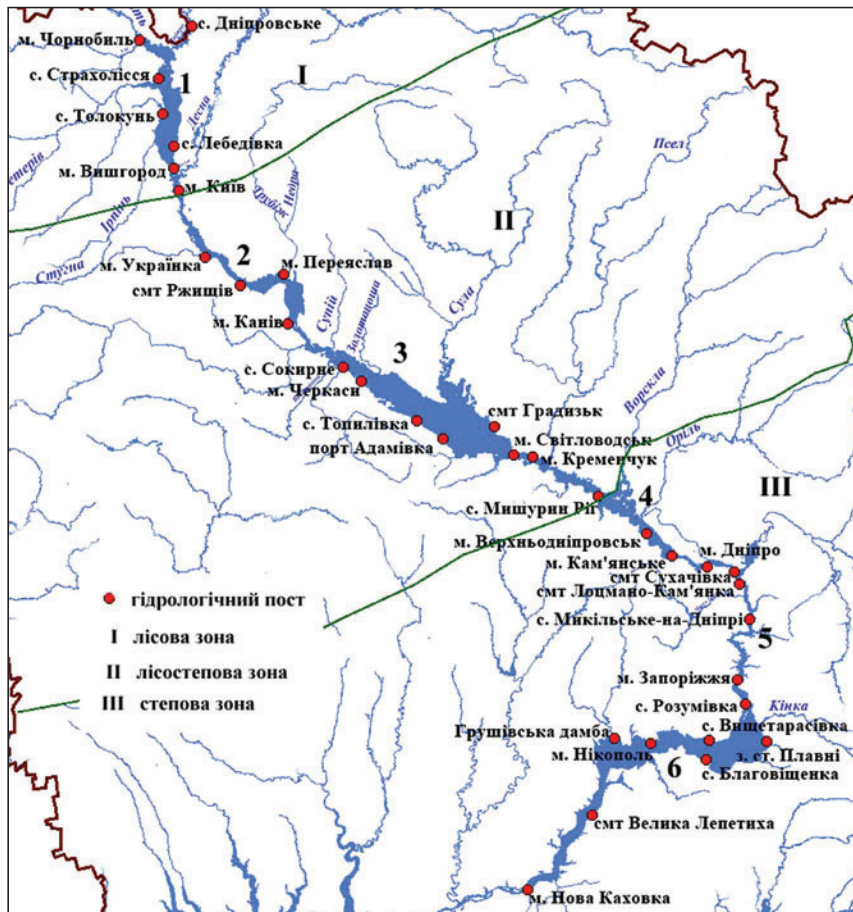 с. Дніпровське
м. Чорнобиль
I
с. Страхолісся
1
с. Толокунь
Десна
с. Лебедівка
Псел
м. Вишгород
м. Київ
Ірпінь
Трубіж
Недра
II
Стугна
2
м. Українка
м. Переяслав
смт Ржищів
Сула
Супій
Золотоноша
м. Канів
3
с. Сокирне
м. Черкаси
Ворскла
смт Градизьк
с. Топилівка
порт Адамівка
м. Світловодськ
Оріль
м. Кременчук
III
с. Мишурин Ріг
4
м. Верхньодніпровськ
м. Дніпро
м. Кам'янське
смт Сухачівка
смт Лоцмано-Кам'янка
с. Микільське-на-Дніпрі
5
гідрологічний пост
I лісова зона
II лісостепова зона
III степова зона
м. Запоріжжя
с. Розумівка
Кінка
Грушівська дамба
с. Вищетарасівка
м. Нікополь
з. ст. Плавні
6
с. Благовіщенка
смт Велика Лепетиха
м. Нова Каховка